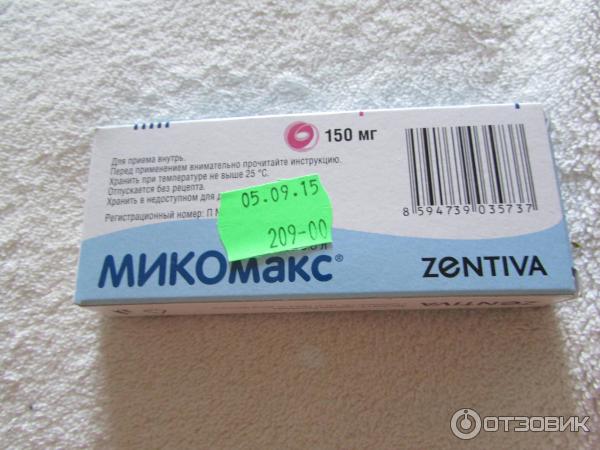 150 мг
Для приема внутрь.
Перед применением внимательно прочитайте инструкцию.
Хранить при температуре не выше 25 °С.
Отпускается без рецепта.
Хранить в недоступном для
Регистрационный номер: П
05.09.15
209-00
8 594739 035737
МИКОмакс®
ZENTIVA
ZENTIVA
ОТЗОВИК